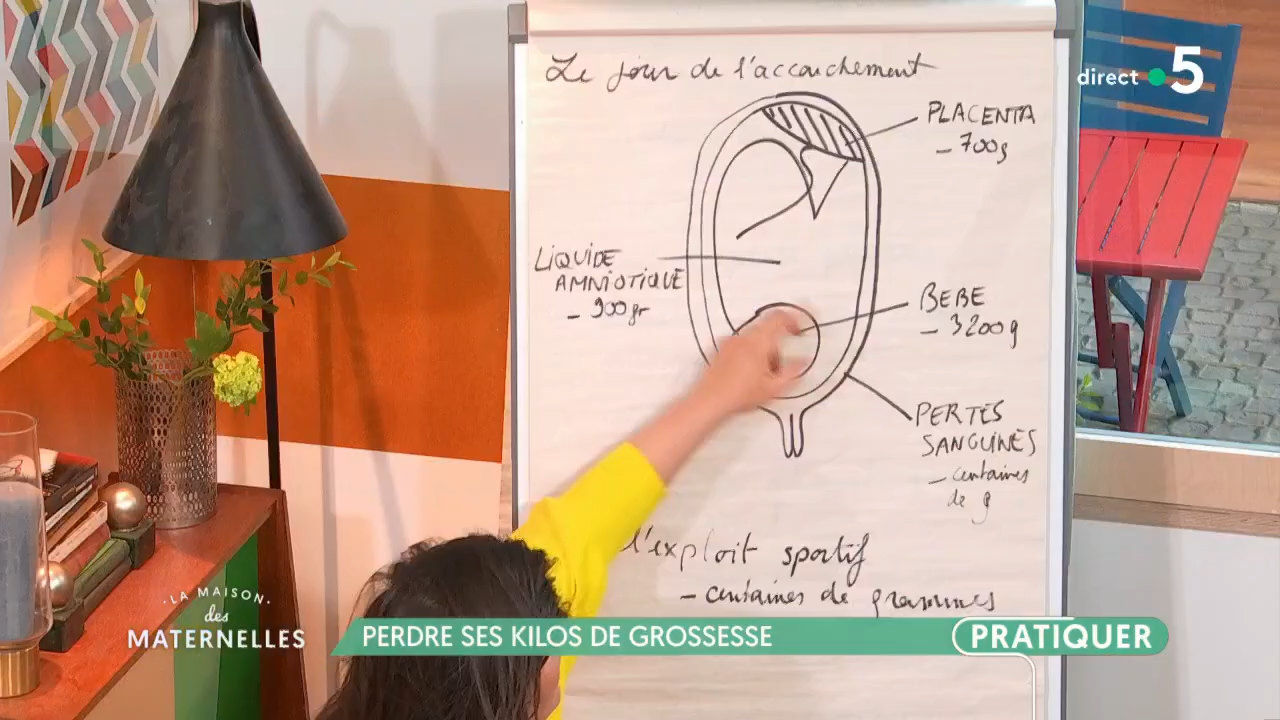 Le jour de l'accouchement
PLACENTA
- 700g
LIQUIDE
AMNIOTIQUE
- 900gr
BEBE
- 3200g
PERTES
SANGUINES
- centaines
de g
l'exploit sportif
- centaines de grammes
direct 5
·LA MAISON·
des
MATERNELLES
PERDRE SES KILOS DE GROSSESSE
PRATIQUER